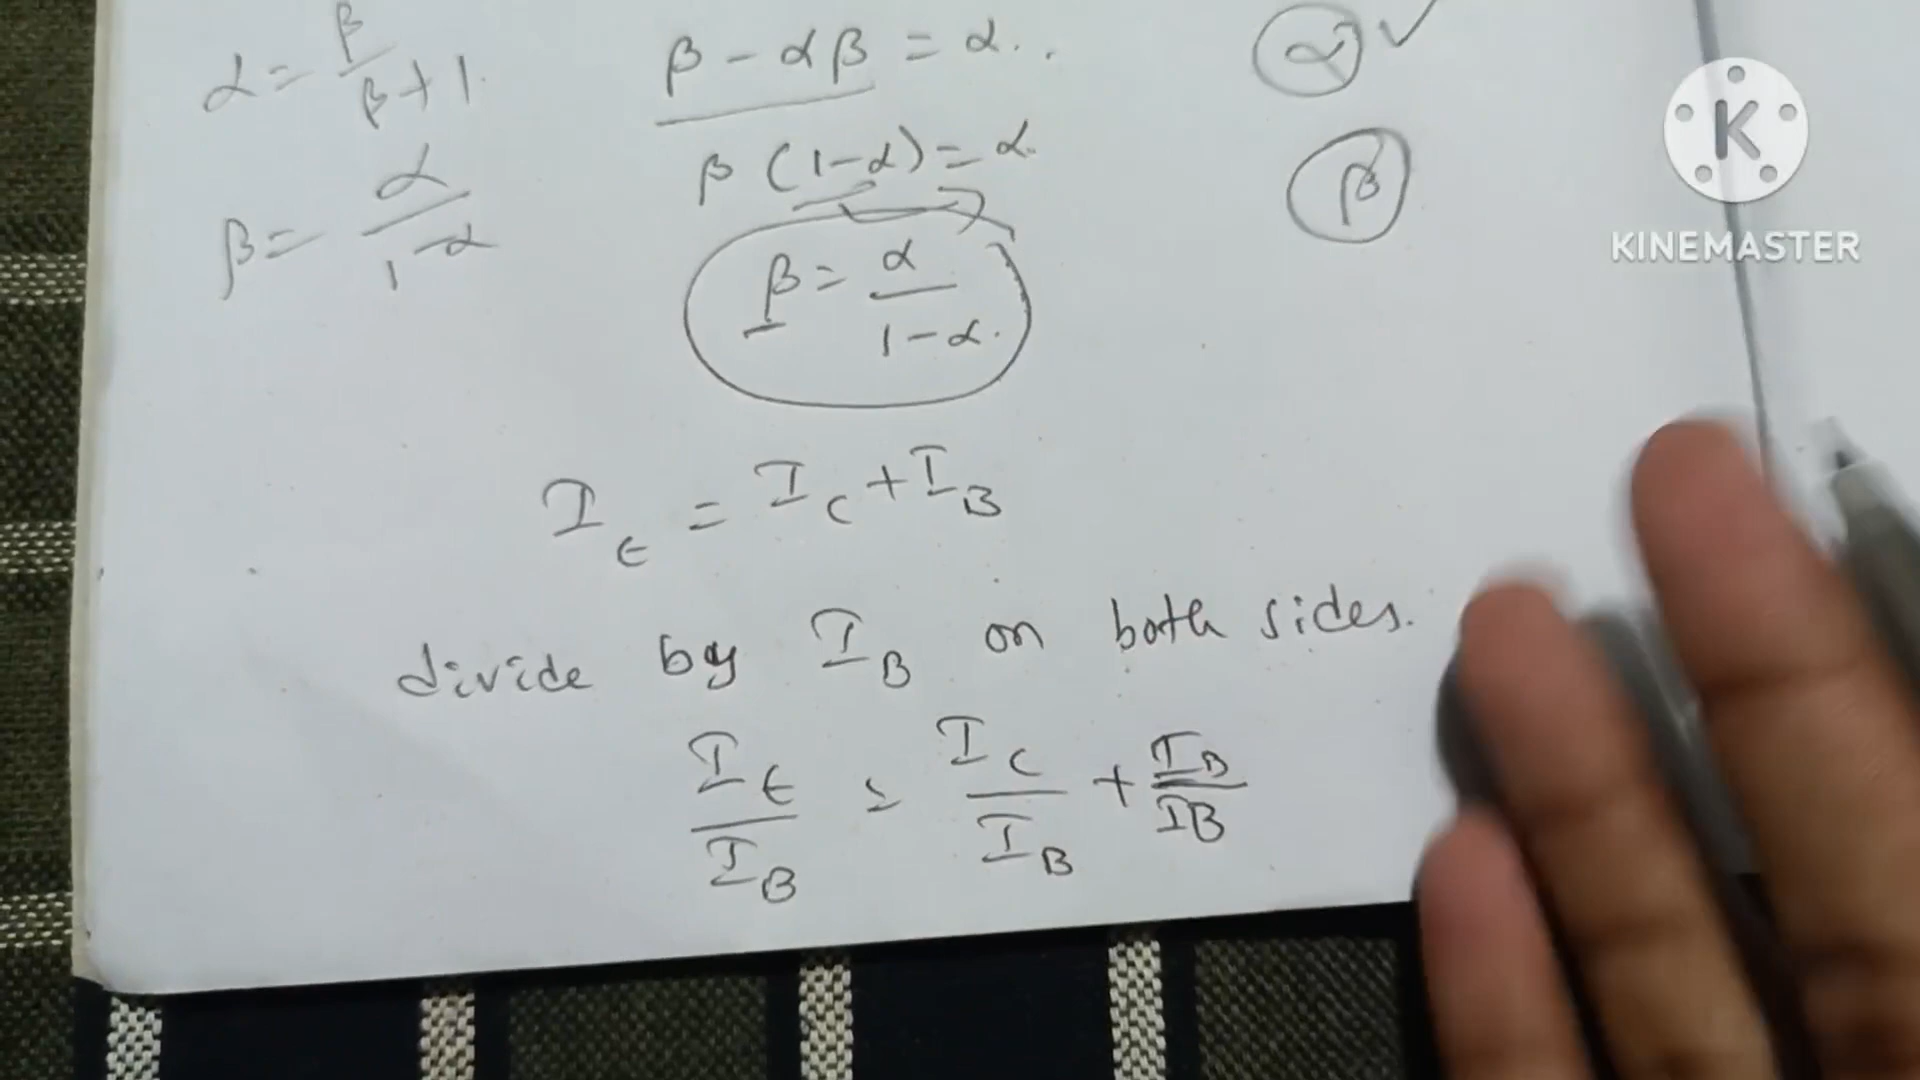 α = β / β + 1.
β - αβ = α.
α ✓
β (1-α) = α.
β
β = α / 1-α
β = α / 1-α.
I_E = I_C + I_B
divide by I_B on both sides.
I_E / I_B = I_C / I_B + I_B / I_B
K
KINEMASTER